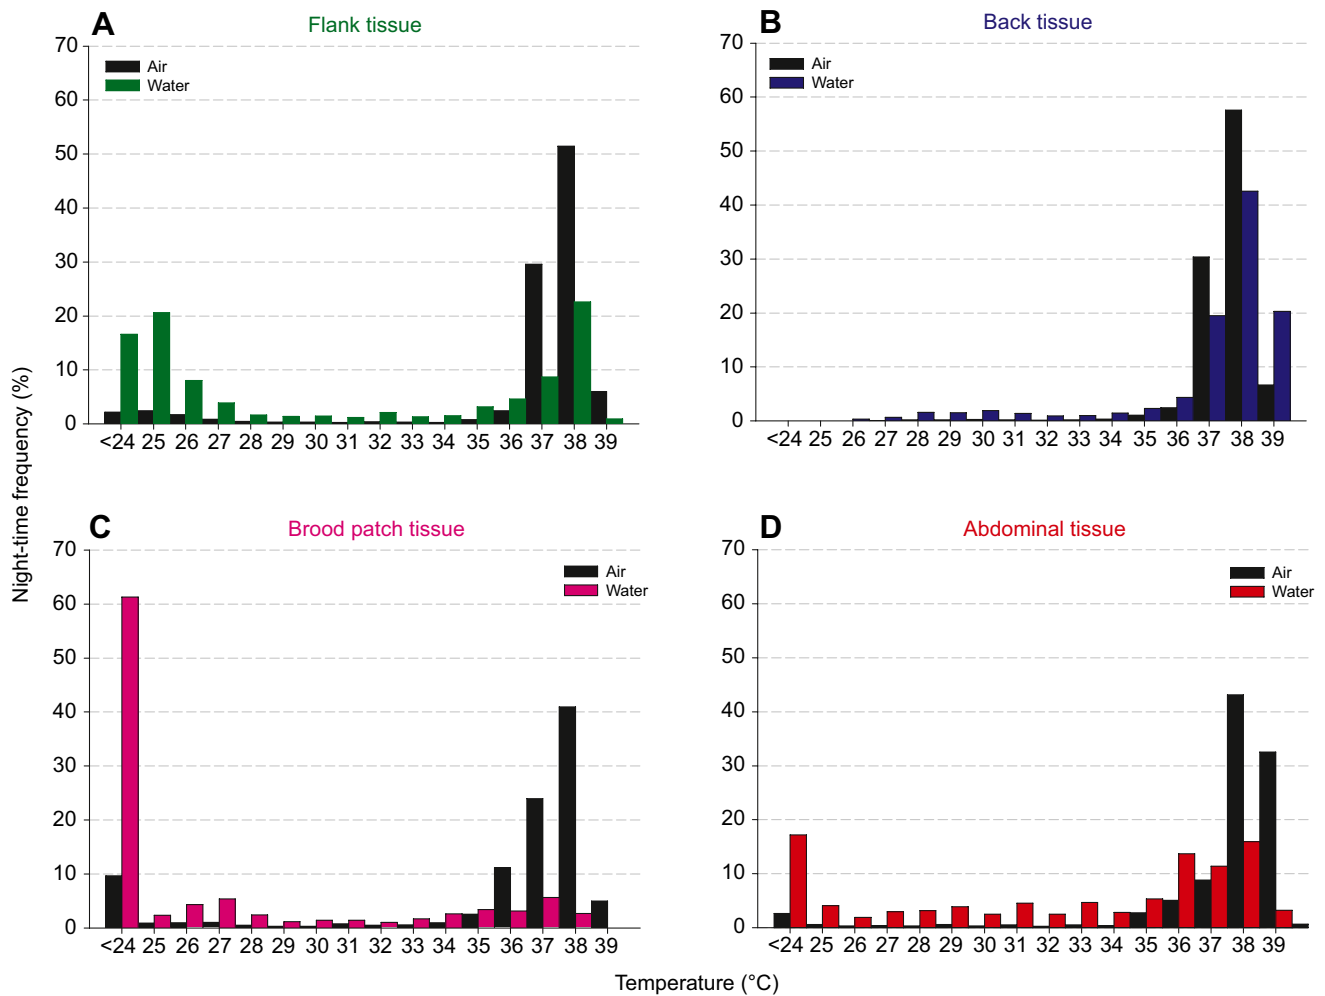 A
Flank tissue
70
60
50
40
30
20
10
0
Air
Water
<24 25 26 27 28 29 30 31 32 33 34 35 36 37 38 39
B
Back tissue
70
60
50
40
30
20
10
0
Air
Water
<24 25 26 27 28 29 30 31 32 33 34 35 36 37 38 39
Night-time frequency (%)
C
Brood patch tissue
70
60
50
40
30
20
10
0
Air
Water
<24 25 26 27 28 29 30 31 32 33 34 35 36 37 38 39
D
Abdominal tissue
70
60
50
40
30
20
10
0
Air
Water
<24 25 26 27 28 29 30 31 32 33 34 35 36 37 38 39
Temperature (°C)